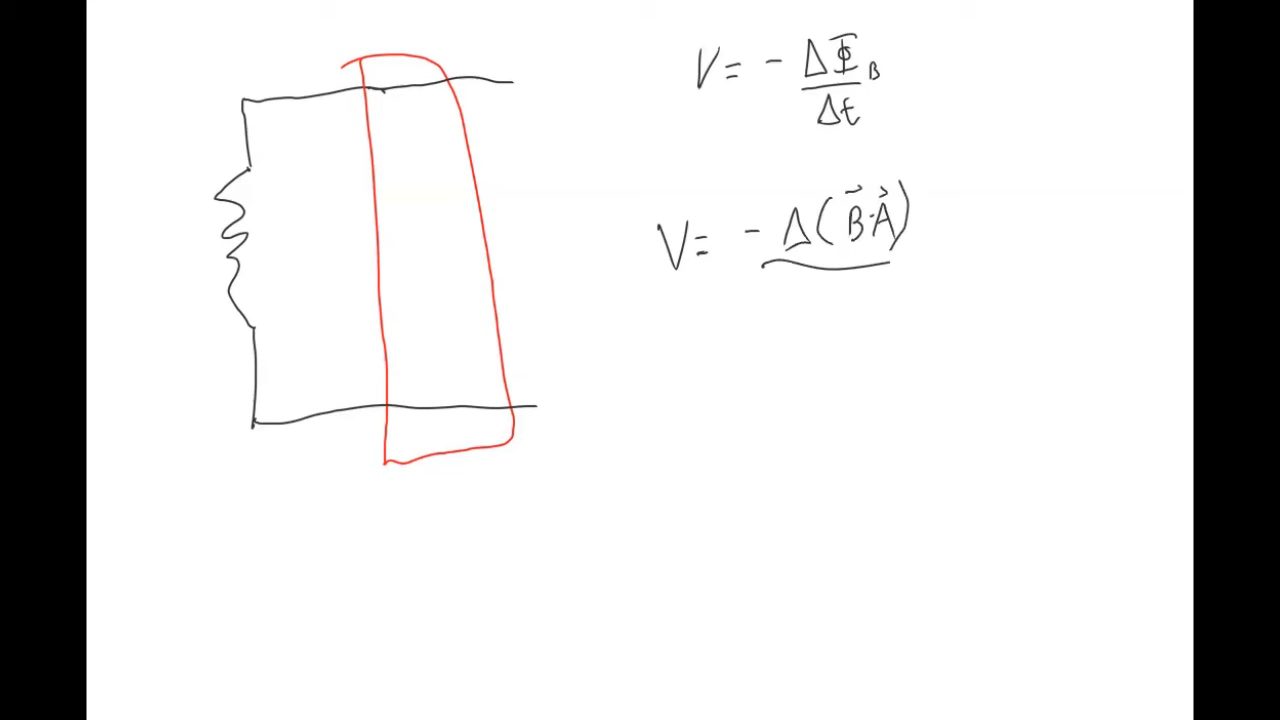 V = - ΔΦ_B / Δt
V = - Δ(B⃗·A⃗)